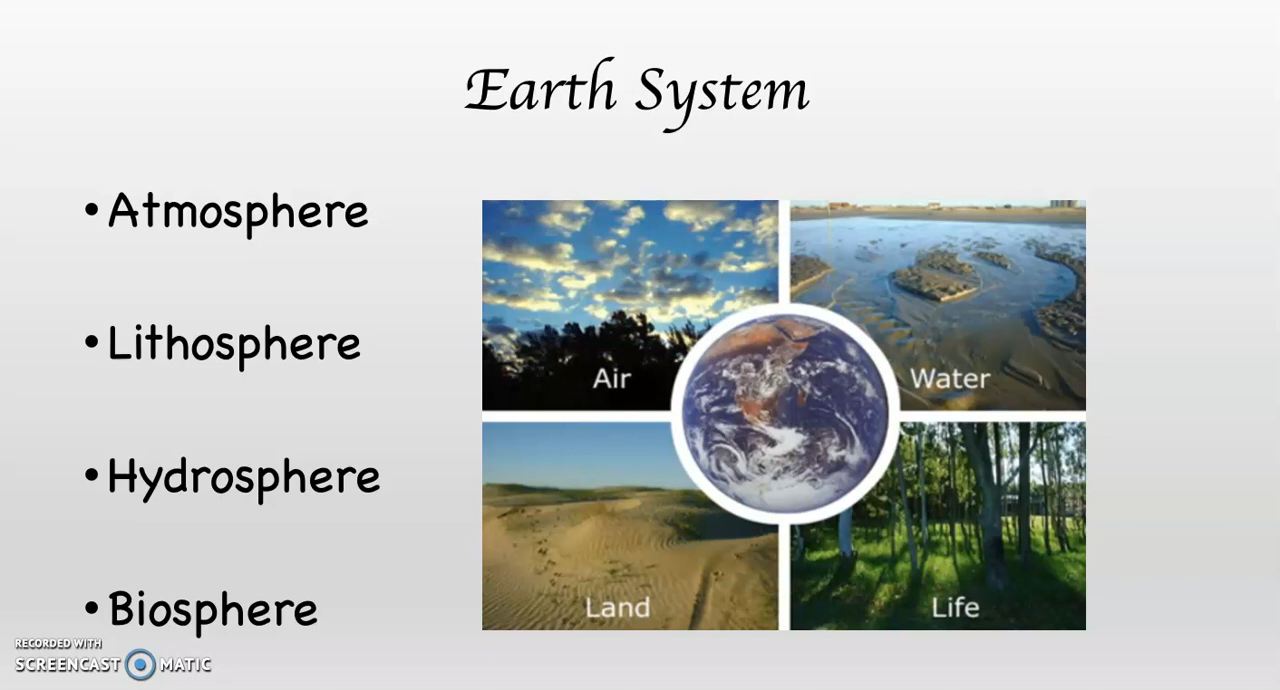 Earth System
• Atmosphere
• Lithosphere
• Hydrosphere
• Biosphere
Air
Water
Land
Life
RECORDED WITH
SCREENCAST MATIC